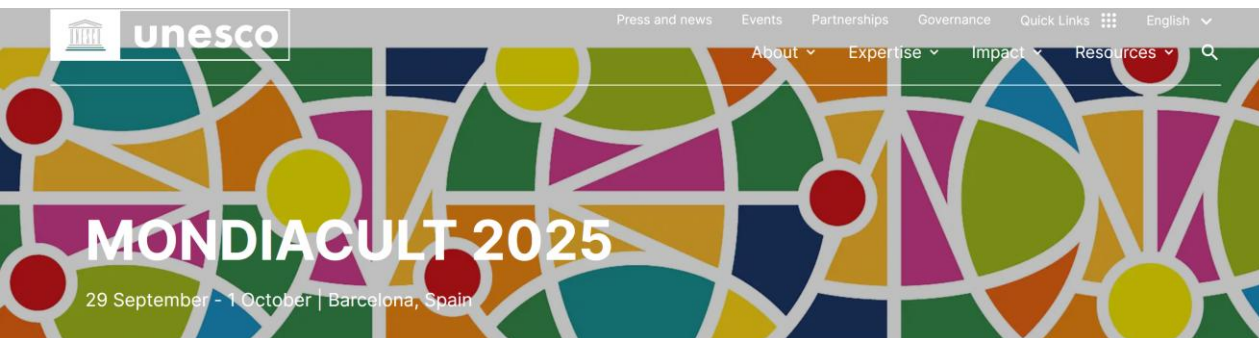 unesco
Press and news Events Partnerships Governance Quick Links English
About Expertise Impact Resources
MONDIACULT 2025
29 September - 1 October | Barcelona, Spain